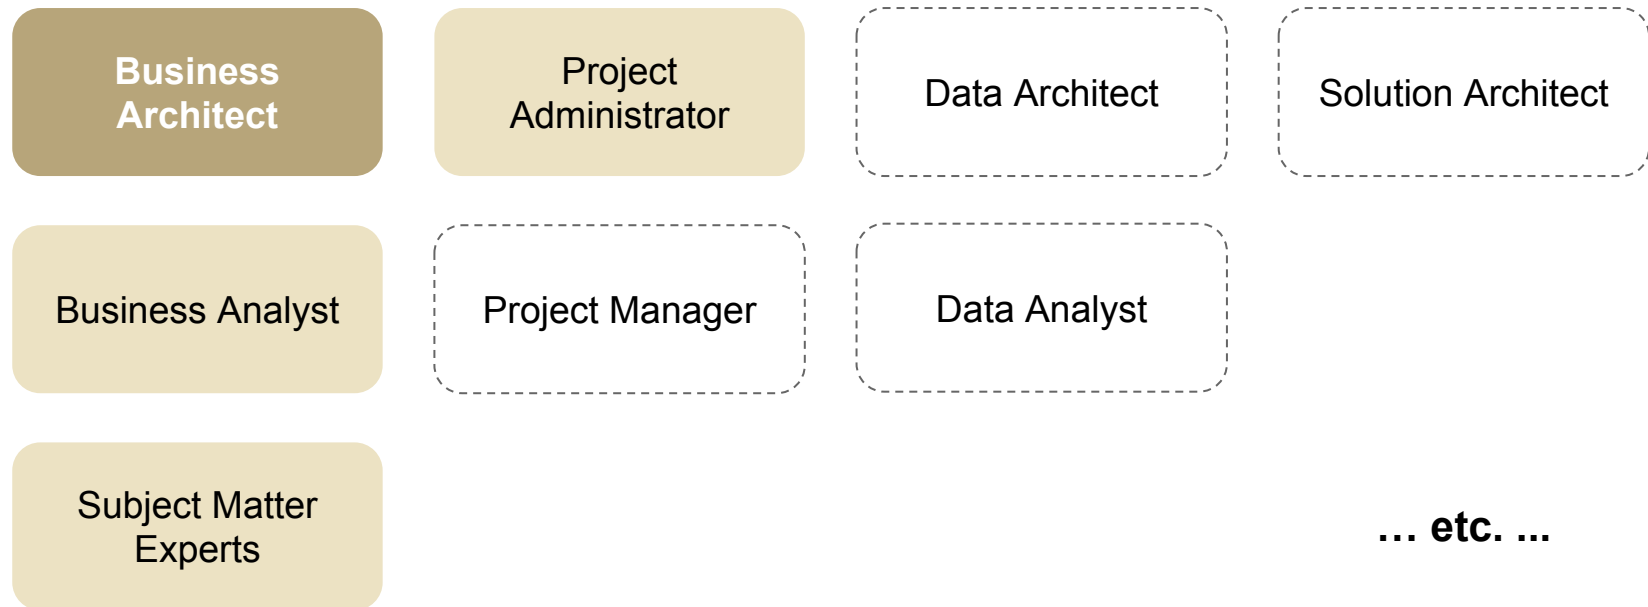 Business
Architect
Project
Administrator
Data Architect
Solution Architect
Business Analyst
Project Manager
Data Analyst
Subject Matter
Experts
... etc. ...